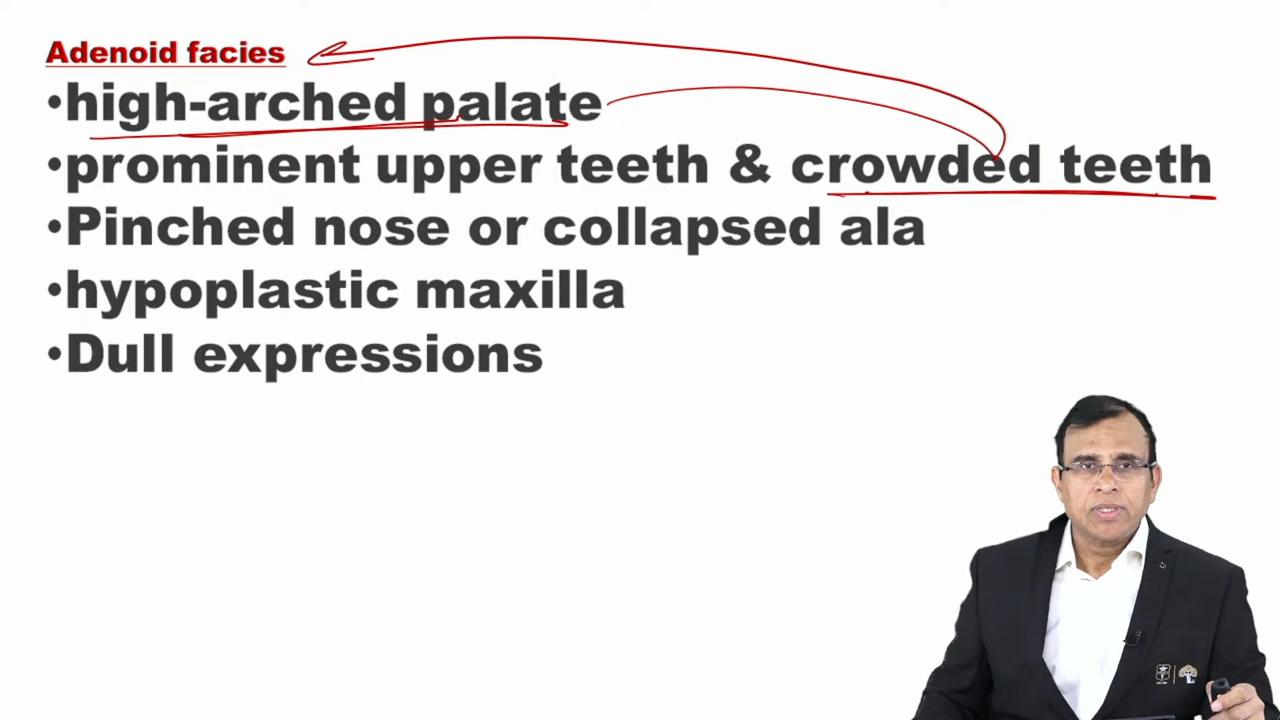 Adenoid facies
•high-arched palate
•prominent upper teeth & crowded teeth
•Pinched nose or collapsed ala
•hypoplastic maxilla
•Dull expressions